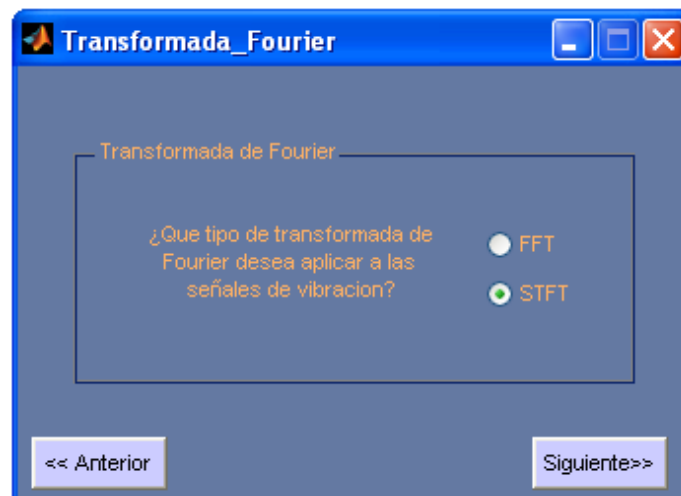 Transformada_Fourier
Transformada de Fourier
¿Que tipo de transformada de
Fourier desea aplicar a las
señales de vibracion?
FFT
STFT
<< Anterior
Siguiente>>